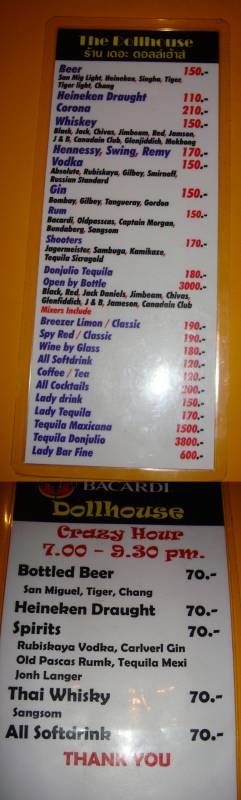 The Dollhouse
ร้าน เดอะ ดอลล์เฮ้าส์
Beer 150.-
San Mig Light, Heineken, Singha, Tiger,
Tiger light, Chang
Heineken Draught 110.-
Corona 210.-
Whiskey 150.-
Black, Jack, Chivas, Jimbeam, Red, Jamson,
J & B, Canadain Club, Glenjiddich, Mekhong
Hennessy, Swing, Remy 170.-
Vodka 150.-
Absolute, Rubiskaya, Gilbey, Smirnoff,
Russian Standard
Gin 150.-
Bombay, Gilbey, Tangueray, Gordon
Rum 150.-
Bacardi, Oldpasscas, Captain Morgan,
Bundaberg, Sangsom
Shooters 170.-
Jagermeister, Sambuga, Kamikaze,
Tequila Sieragold
Donjulio Tequila 180.-
Open by Bottle 3000.-
Black, Red, Jack Daniels, Jimbeam, Chivas,
Glenfiddich, J & B, Jameson, Canadain Club
Mixers Include
Breezer Limon / Classic 190.-
Spy Red / Classic 190.-
Wine by Glass 180.-
All Softdrink 120.-
Coffee / Tea 120.-
All Cocktails 200.-
Lady drink 150.-
Lady Tequila 170.-
Tequila Maxicana 1500.-
Tequila Donjulio 3800.-
Lady Bar Fine 600.-
BACARDI
Dollhouse
Crazy Hour
7.00 - 9.30 pm.
Bottled Beer 70.-
San Miguel, Tiger, Chang
Heineken Draught 70.-
Spirits 70.-
Rubiskaya Vodka, Carlverl Gin
Old Pascas Rumk, Tequila Mexi
Jonh Langer
Thai Whisky 70.-
Sangsom
All Softdrink 70.-
THANK YOU